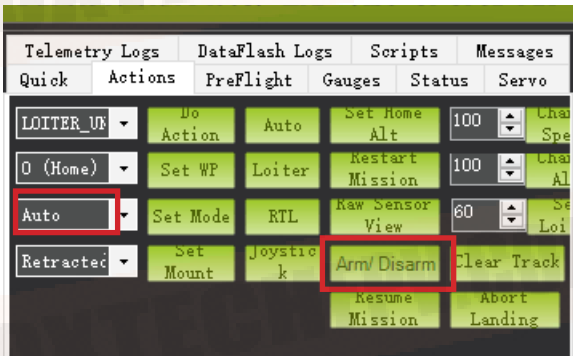 Telemetry Logs DataFlash Logs Scripts Messages
Quick Actions PreFlight Gauges Status Servo
LOITER_UN Do Action Auto Set Home Alt 100
0 (Home) Set WP Loiter Restart Mission 100
Auto Set Mode RTL Raw Sensor View 60
Retracted Set Mount Joystick Arm/ Disarm Clear Track
Resume Mission Abort Landing